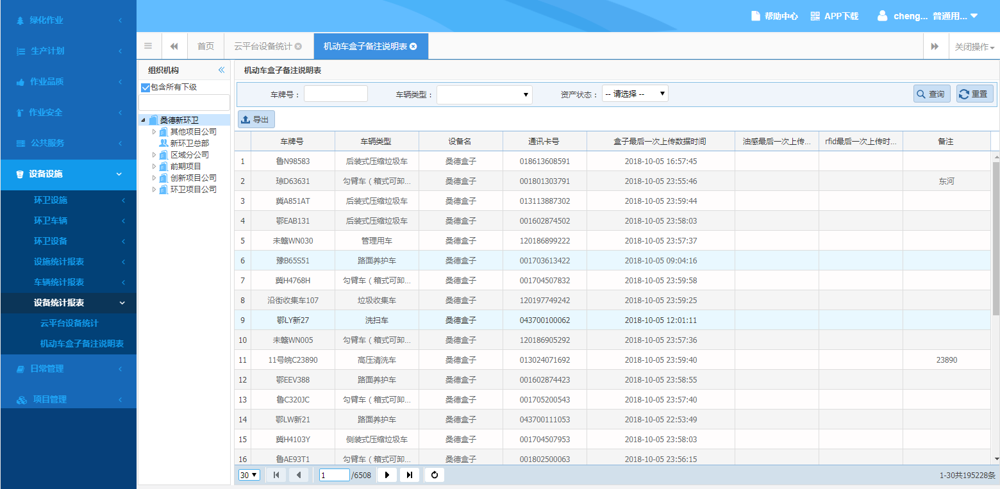 帮助中心 APP下载 cheng... 普通用...
绿化作业
生产计划
作业品质
作业安全
公共服务
设备设施
环卫设施
环卫车辆
环卫设备
设施统计报表
车辆统计报表
设备统计报表
云平台设备统计
机动车盒子备注说明表
日常管理
项目管理
首页 云平台设备统计 机动车盒子备注说明表 关闭操作
组织机构
包含所有下级
桑德新环卫
其他项目公司
新环卫总部
区域分公司
前期项目
创新项目公司
环卫项目公司
机动车盒子备注说明表
车牌号： 车辆类型： 资产状态： -- 请选择 -- 查询 重置
导出
车牌号 车辆类型 设备名 通讯卡号 盒子最后一次上传数据时间 油感最后一次上传... rfid最后一次上传时... 备注
1 鲁N98583 后装式压缩垃圾车 桑德盒子 018613608591 2018-10-05 16:57:45
2 琼D63631 勾臂车（箱式可卸... 桑德盒子 001801303791 2018-10-05 23:55:46 东河
3 冀A851AT 后装式压缩垃圾车 桑德盒子 013113887302 2018-10-05 23:59:44
4 鄂EAB131 后装式压缩垃圾车 桑德盒子 001602874502 2018-10-05 23:58:03
5 未赣WN030 管理用车 桑德盒子 120186899222 2018-10-05 23:57:37
6 豫B65S51 路面养护车 桑德盒子 001703613422 2018-10-05 09:04:16
7 冀H4768H 勾臂车（箱式可卸... 桑德盒子 001704507832 2018-10-05 23:59:58
8 沿街收集车107 垃圾收集车 桑德盒子 120197749242 2018-10-05 23:59:25
9 鄂LY新27 洗扫车 桑德盒子 043700100062 2018-10-05 12:01:11
10 未赣WN005 勾臂车（箱式可卸... 桑德盒子 120186905292 2018-10-05 23:57:36
11 11号皖C23890 高压清洗车 桑德盒子 013024071692 2018-10-05 23:59:40 23890
12 鄂EEV388 路面养护车 桑德盒子 001602874423 2018-10-05 23:58:55
13 鲁C320JC 勾臂车（箱式可卸... 桑德盒子 001705200543 2018-10-05 23:57:40
14 鄂LW新21 路面养护车 桑德盒子 043700111053 2018-10-05 22:53:49
15 冀H4103Y 侧装式压缩垃圾车 桑德盒子 001704507953 2018-10-05 23:58:03
16 鲁AE93T1 勾臂车（箱式可卸... 桑德盒子 001802500063 2018-10-05 23:56:15
30 1 /6508 1-30共195228条